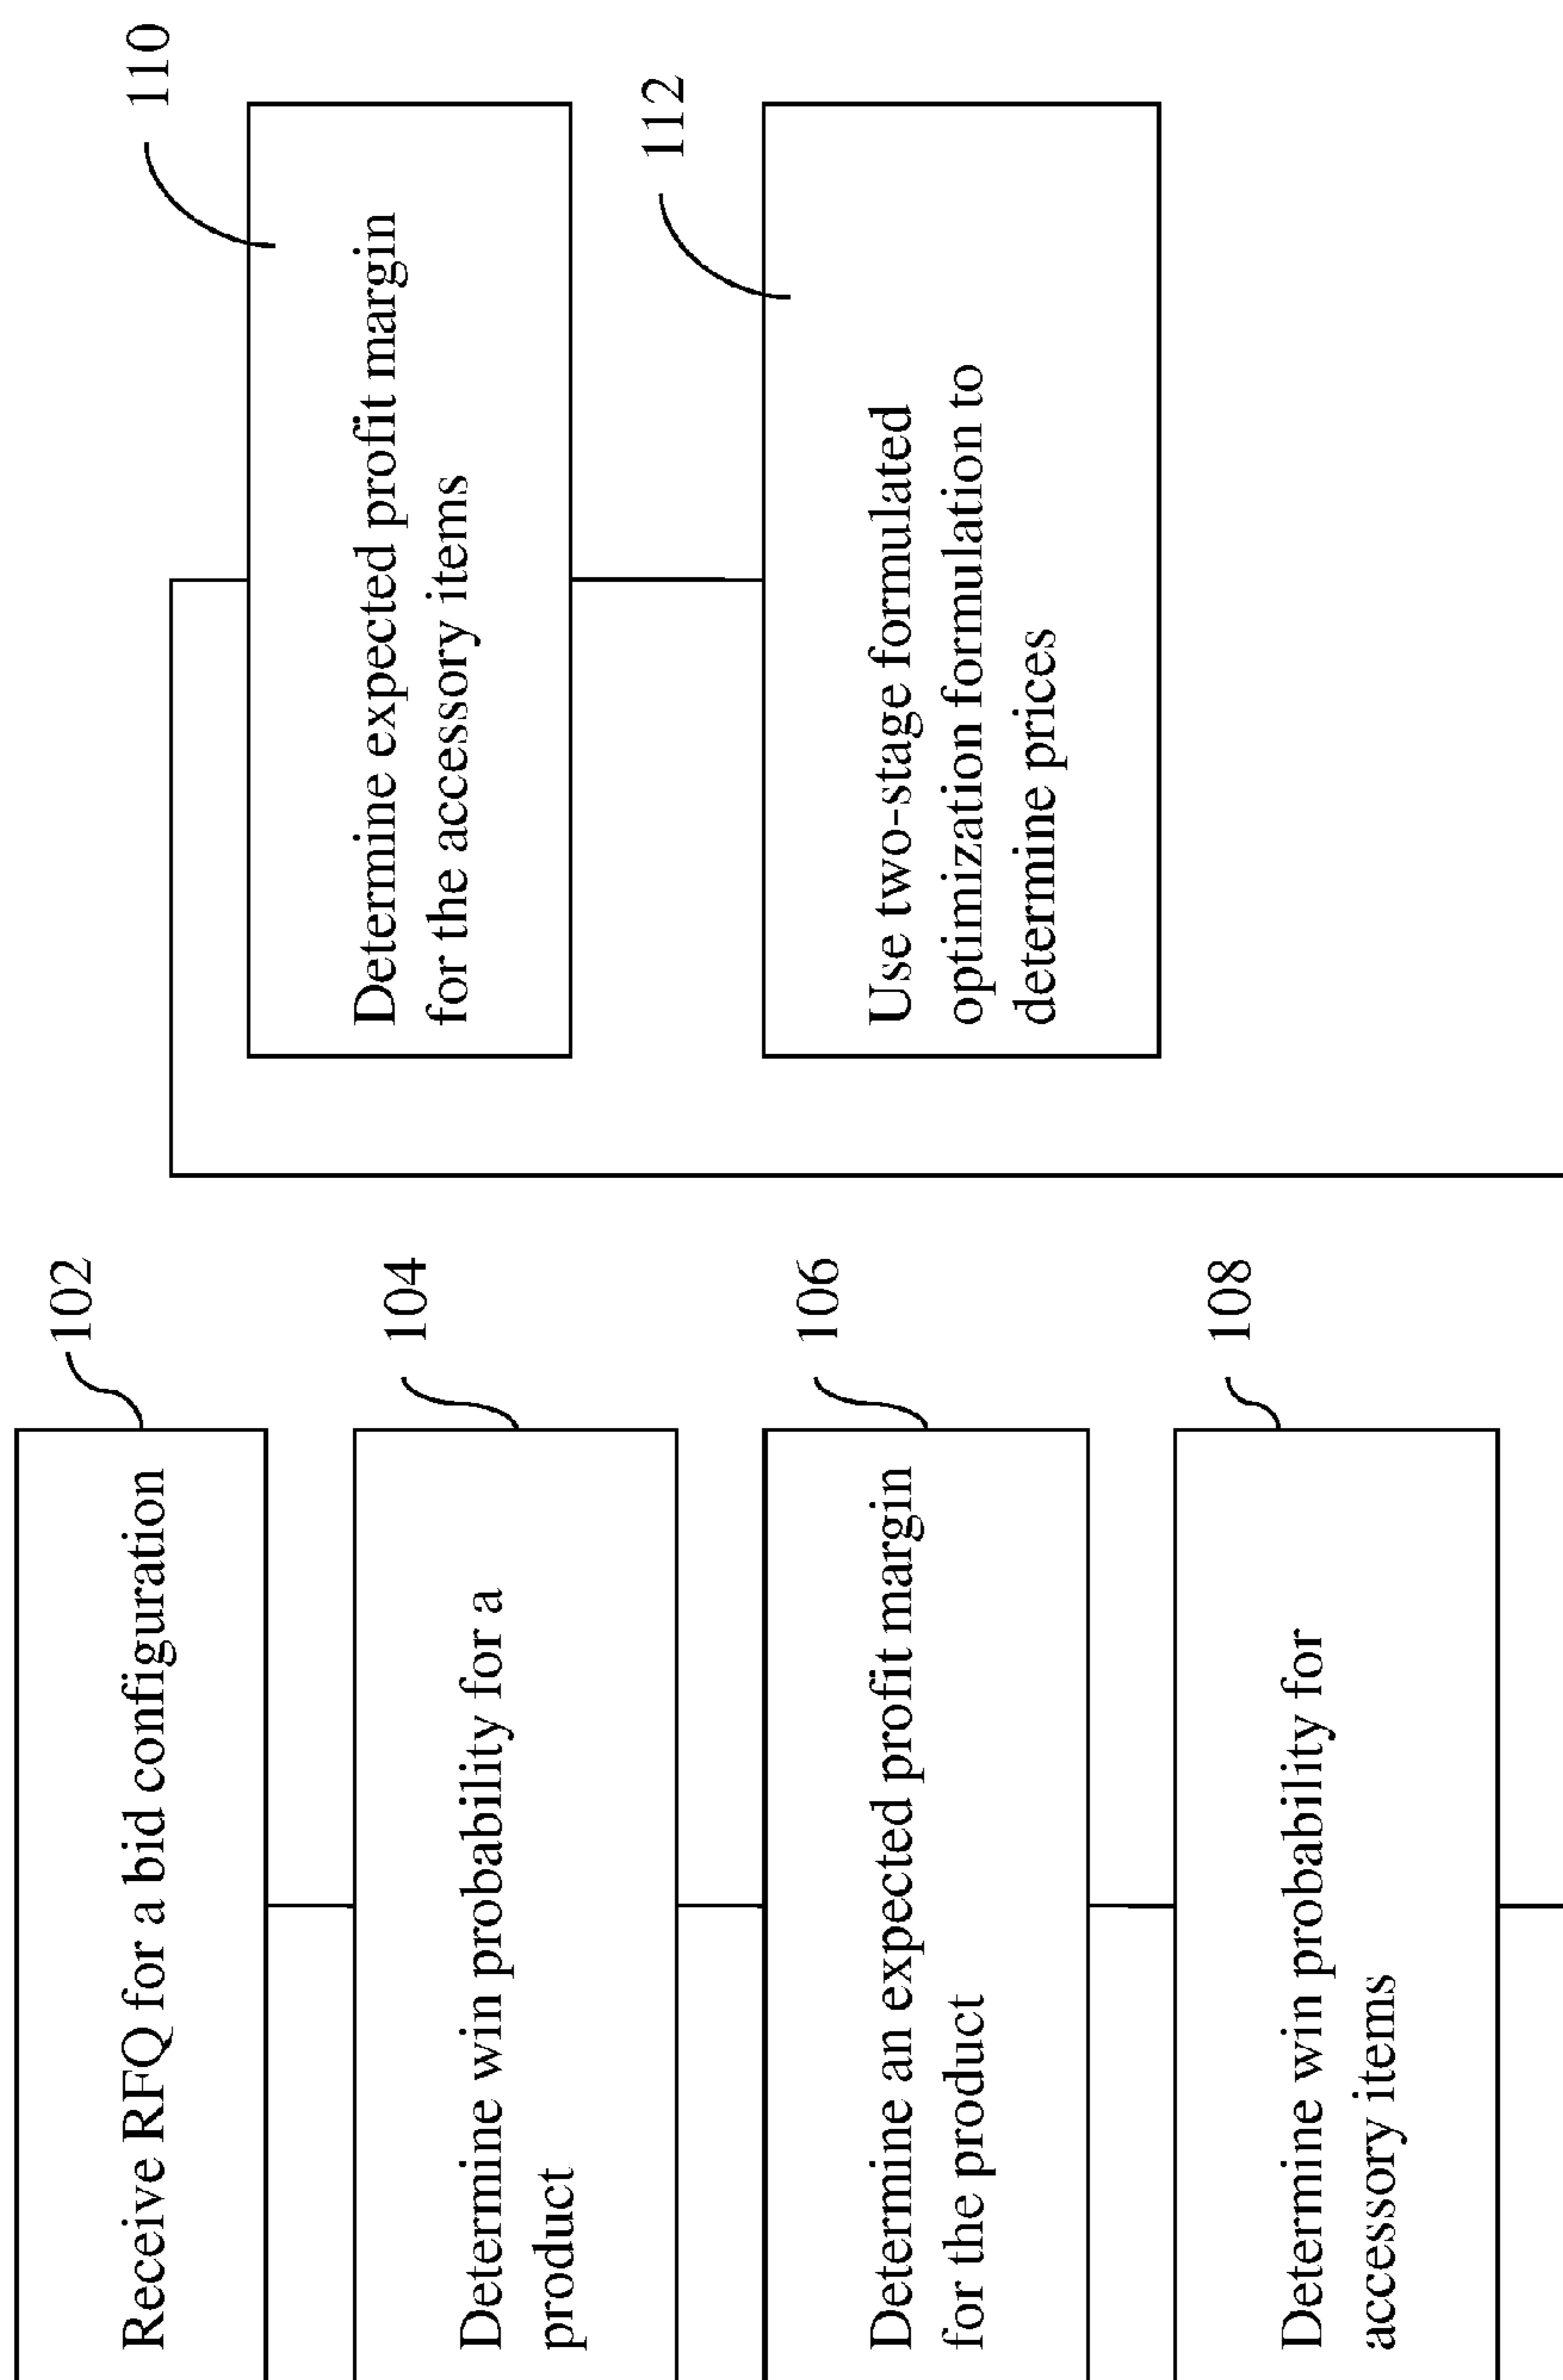 Receive RFQ for a bid configuration
102
Determine win probability for a
product
104
Determine an expected profit margin
for the product
106
Determine win probability for
accessory items
108
Determine expected profit margin
for the accessory items
110
Use two-stage formulated
optimization formulation to
determine prices
112